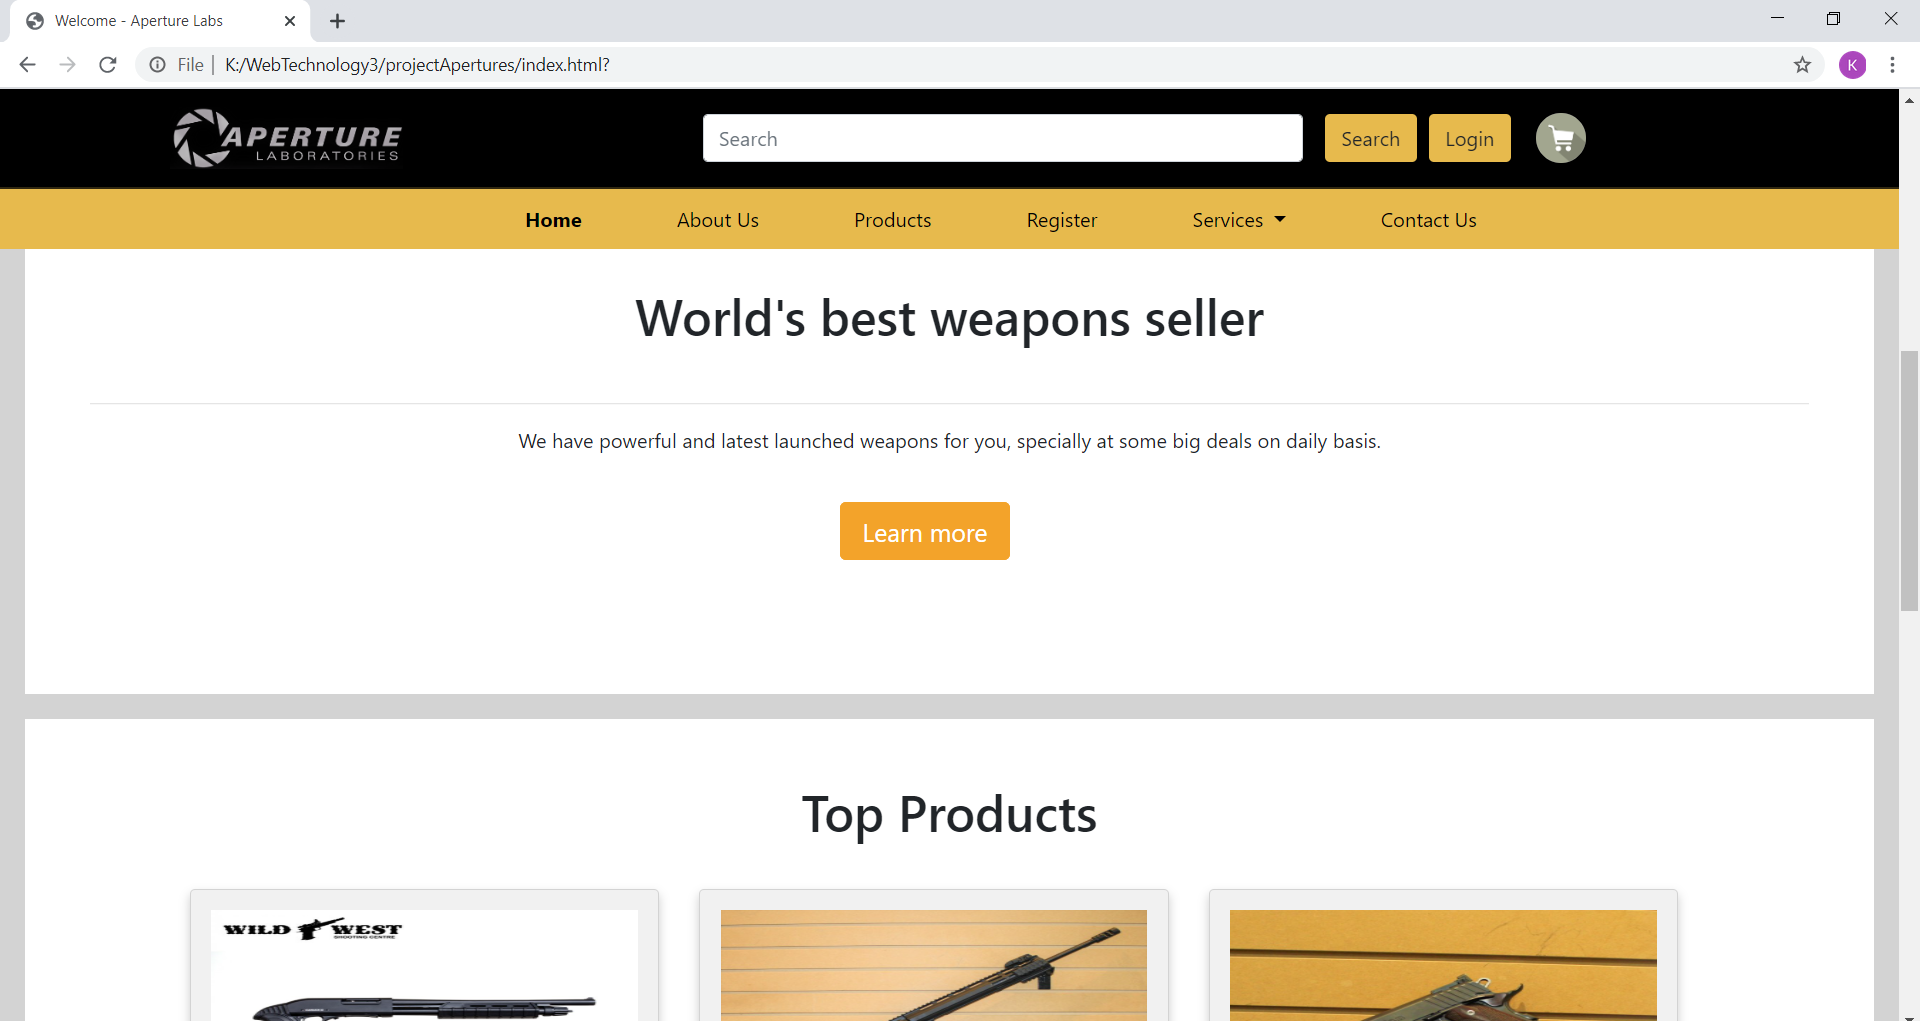 Welcome - Aperture Labs
File | K:/WebTechnology3/projectApertures/index.html?
K
APERTURE
LABORATORIES
Search
Search
Login
Home
About Us
Products
Register
Services
Contact Us
World's best weapons seller
We have powerful and latest launched weapons for you, specially at some big deals on daily basis.
Learn more
Top Products
WILD WEST
SHOOTING CENTRE